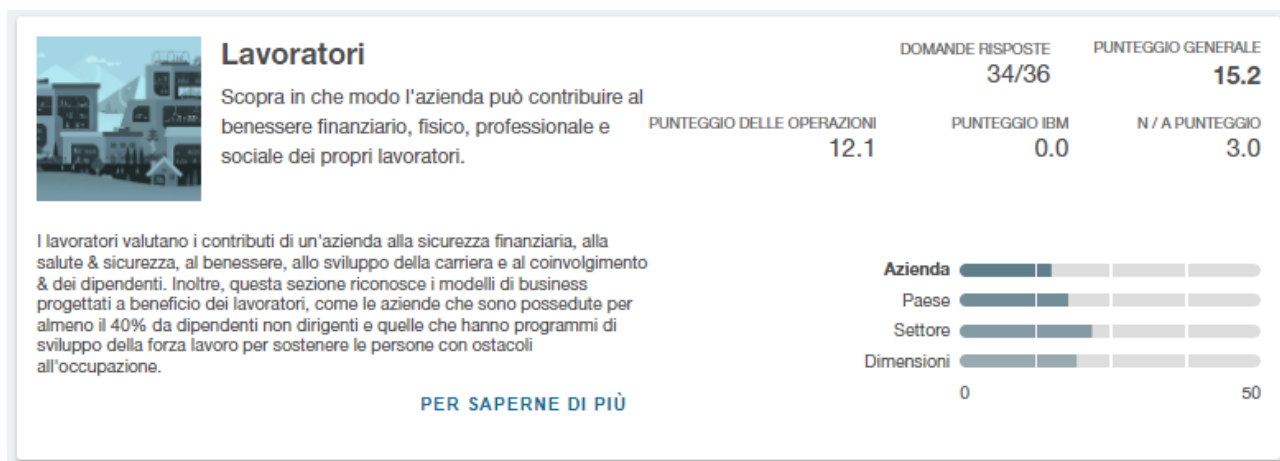 Lavoratori
Scopra in che modo l'azienda può contribuire al
benessere finanziario, fisico, professionale e
sociale dei propri lavoratori.
DOMANDE RISPOSTE
34/36
PUNTEGGIO GENERALE
15.2
PUNTEGGIO DELLE OPERAZIONI
12.1
PUNTEGGIO IBM
0.0
N / A PUNTEGGIO
3.0
I lavoratori valutano i contributi di un'azienda alla sicurezza finanziaria, alla
salute & sicurezza, al benessere, allo sviluppo della carriera e al coinvolgimento
& dei dipendenti. Inoltre, questa sezione riconosce i modelli di business
progettati a beneficio dei lavoratori, come le aziende che sono possedute per
almeno il 40% da dipendenti non dirigenti e quelle che hanno programmi di
sviluppo della forza lavoro per sostenere le persone con ostacoli
all'occupazione.
PER SAPERNE DI PIÙ
Azienda
Paese
Settore
Dimensioni
0
50